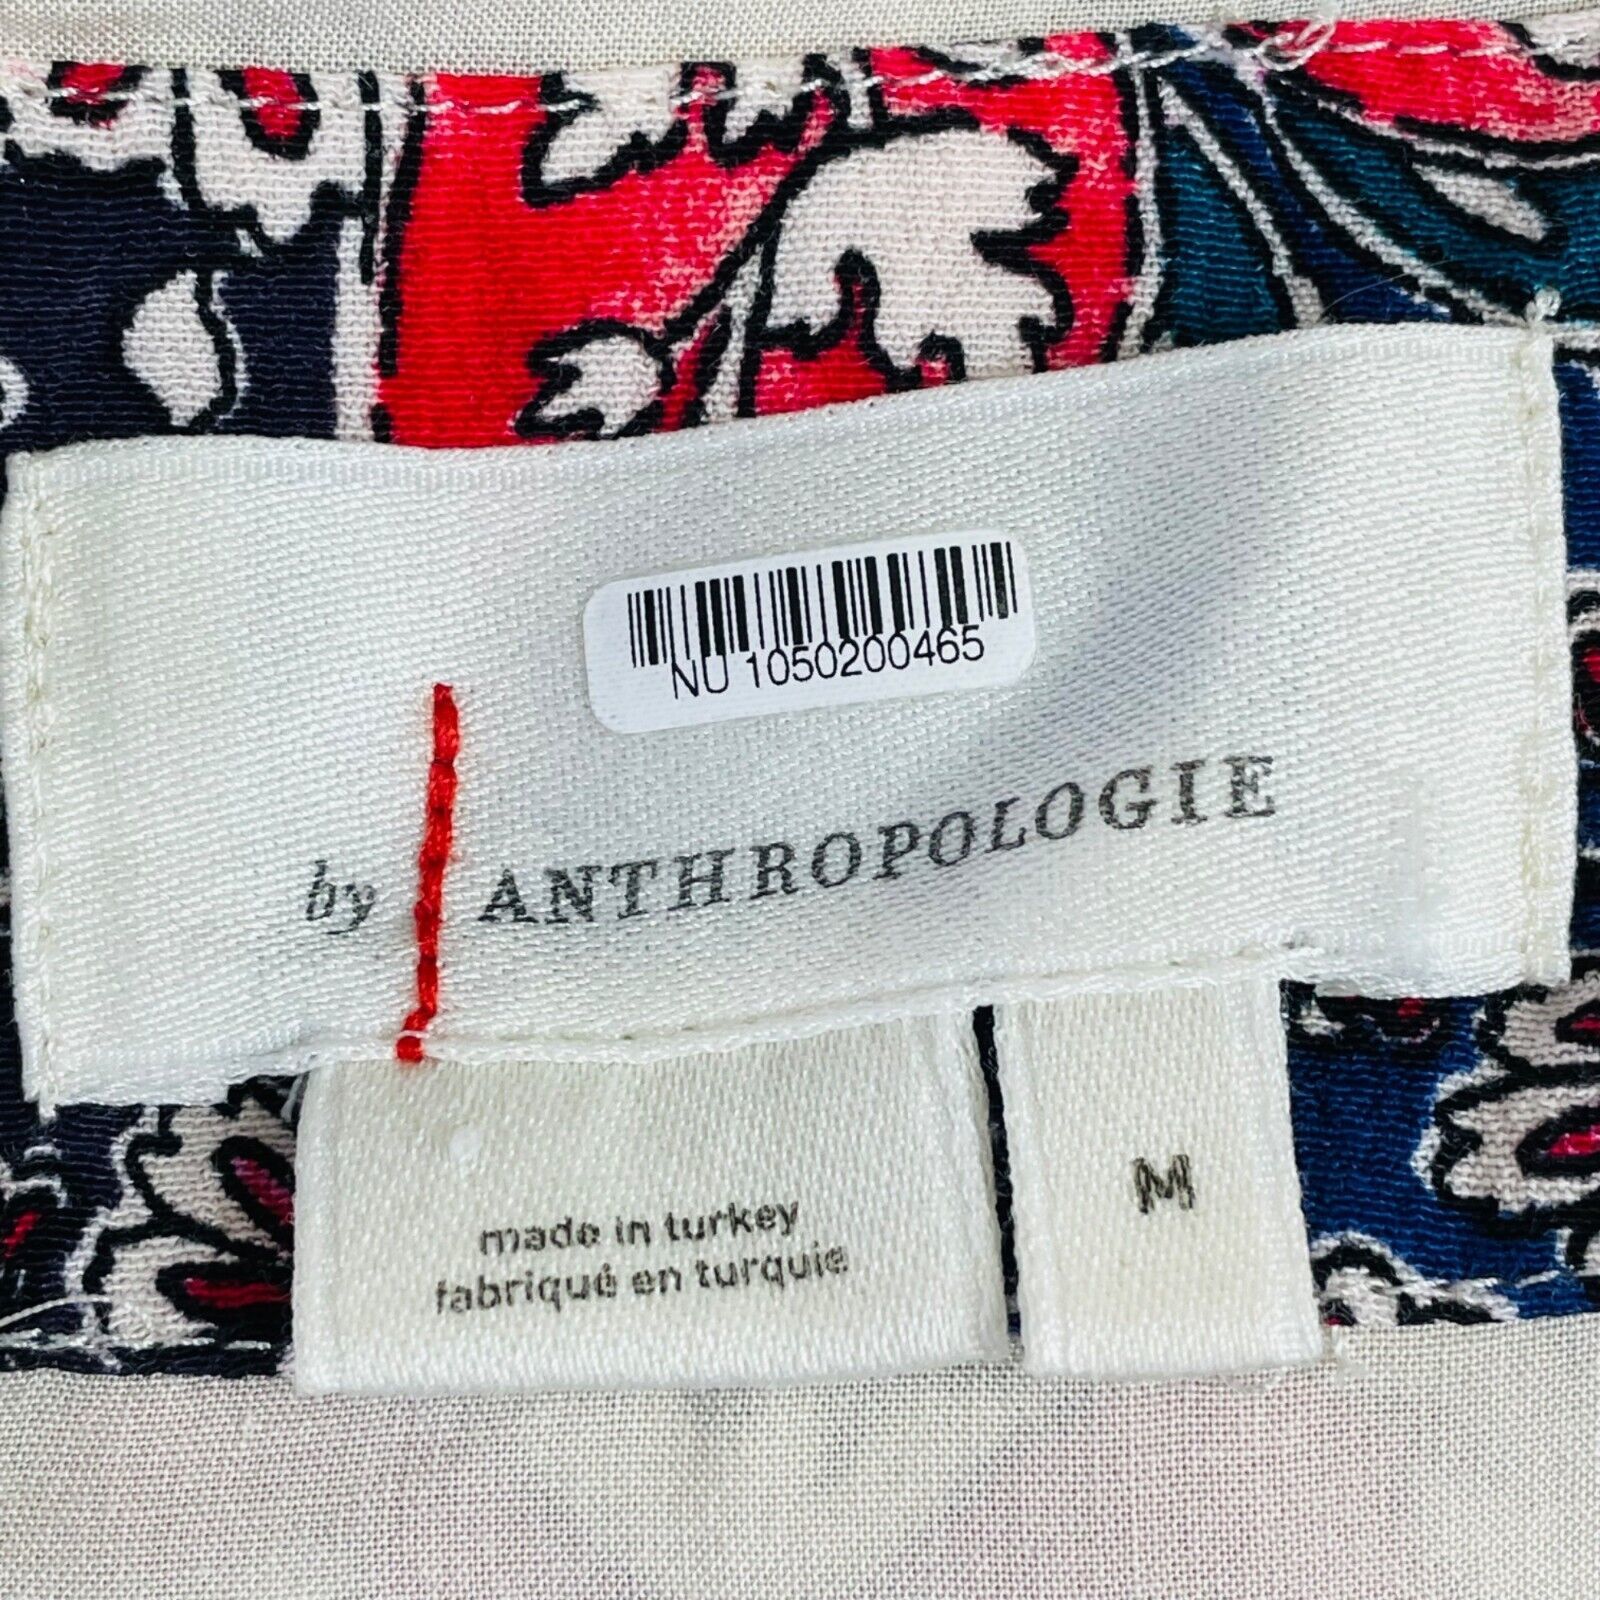 NU 1050200465
by ANTHROPOLOGIE
made in turkey
fabriqué en turquie
M